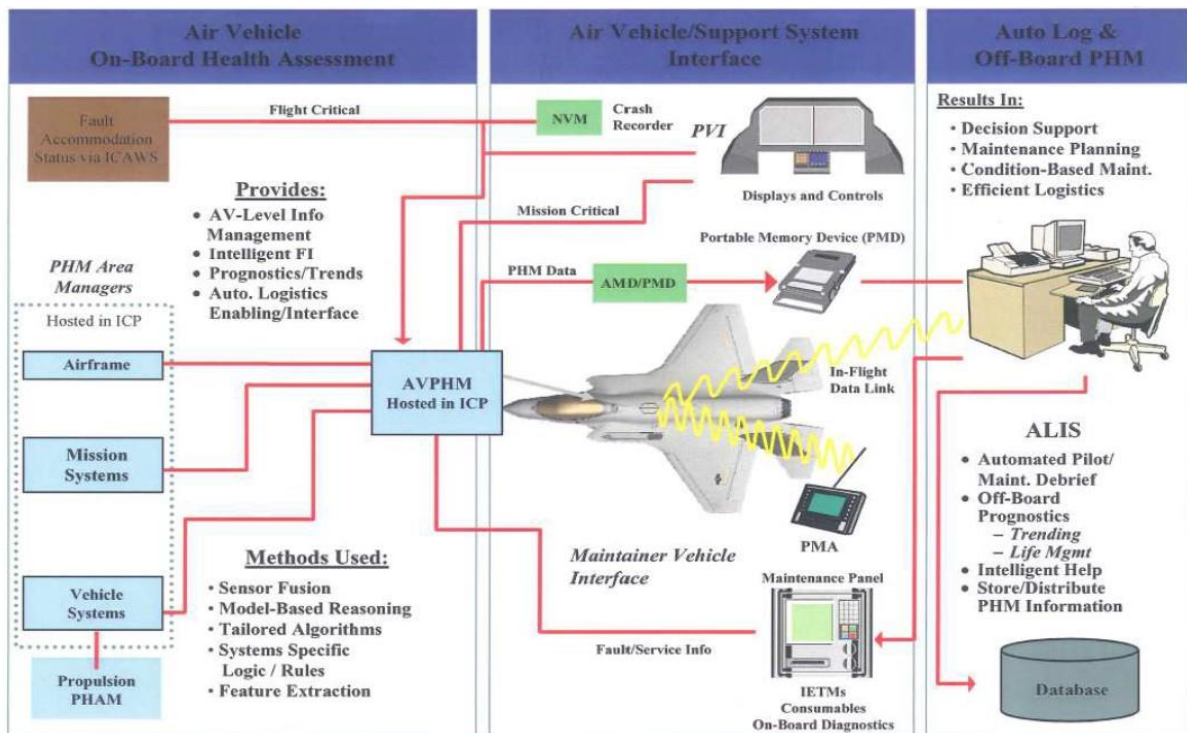 Air Vehicle
On-Board Health Assessment
Fault
Accommodation
Status via ICAWS
Flight Critical
Provides:
• AV-Level Info
Management
• Intelligent FI
• Prognostics/Trends
• Auto. Logistics
Enabling/Interface
PHM Area
Managers
Hosted in ICP
Airframe
Mission
Systems
Vehicle
Systems
Propulsion
PHAM
AVPHM
Hosted in ICP
Methods Used:
• Sensor Fusion
• Model-Based Reasoning
• Tailored Algorithms
• Systems Specific
Logic / Rules
• Feature Extraction
Air Vehicle/Support System
Interface
NVM
Crash
Recorder
PVI
Displays and Controls
Mission Critical
Portable Memory Device (PMD)
PHM Data
AMD/PMD
In-Flight
Data Link
PMA
Maintainer Vehicle
Interface
Maintenance Panel
Fault/Service Info
IETMs
Consumables
On-Board Diagnostics
Auto Log &
Off-Board PHM
Results In:
• Decision Support
• Maintenance Planning
• Condition-Based Maint.
• Efficient Logistics
ALIS
• Automated Pilot/
Maint. Debrief
• Off-Board
Prognostics
– Trending
– Life Mgmt
• Intelligent Help
• Store/Distribute
PHM Information
Database